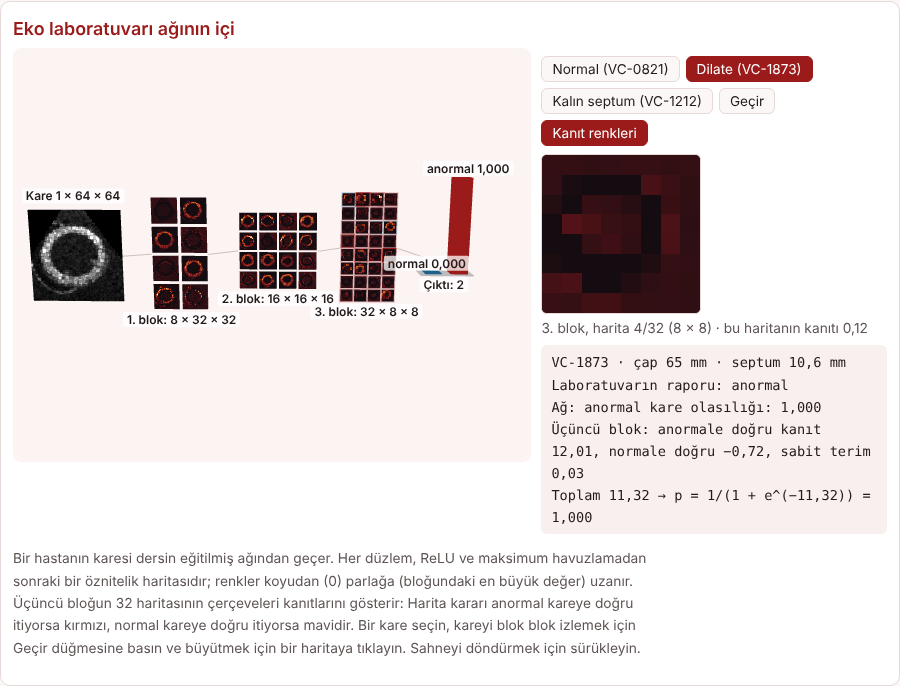 Eko laboratuvarı ağının içi
Normal (VC-0821)
Dilate (VC-1873)
Kalın septum (VC-1212)
Geçir
Kanıt renkleri
Kare 1 × 64 × 64
1. blok: 8 × 32 × 32
2. blok: 16 × 16 × 16
3. blok: 32 × 8 × 8
anormal 1,000
normal 0,000
Çıktı: 2
3. blok, harita 4/32 (8 × 8) · bu haritanın kanıtı 0,12
VC-1873 · çap 65 mm · septum 10,6 mm
Laboratuvarın raporu: anormal
Ağ: anormal kare olasılığı: 1,000
Üçüncü blok: anormale doğru kanıt
12,01, normale doğru −0,72, sabit terim
0,03
Toplam 11,32 → p = 1/(1 + e^(−11,32)) =
1,000
Bir hastanın karesi dersin eğitilmiş ağından geçer. Her düzlem, ReLU ve maksimum havuzlamadan
sonraki bir öznitelik haritasıdır; renkler koyudan (0) parlağa (bloğundaki en büyük değer) uzanır.
Üçüncü bloğun 32 haritasının çerçeveleri kanıtlarını gösterir: Harita kararı anormal kareye doğru
itiyorsa kırmızı, normal kareye doğru itiyorsa mavidir. Bir kare seçin, kareyi blok blok izlemek için
Geçir düğmesine basın ve büyütmek için bir haritaya tıklayın. Sahneyi döndürmek için sürükleyin.